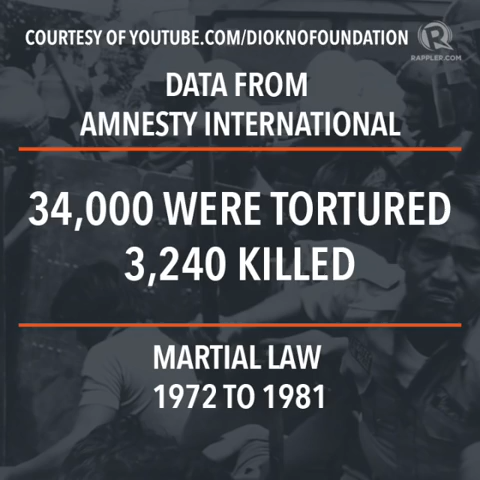 COURTESY OF YOUTUBE.COM/DIOKNOFOUNDATION
R
RAPPLER.COM
DATA FROM
AMNESTY INTERNATIONAL
34,000 WERE TORTURED
3,240 KILLED
MARTIAL LAW
1972 TO 1981